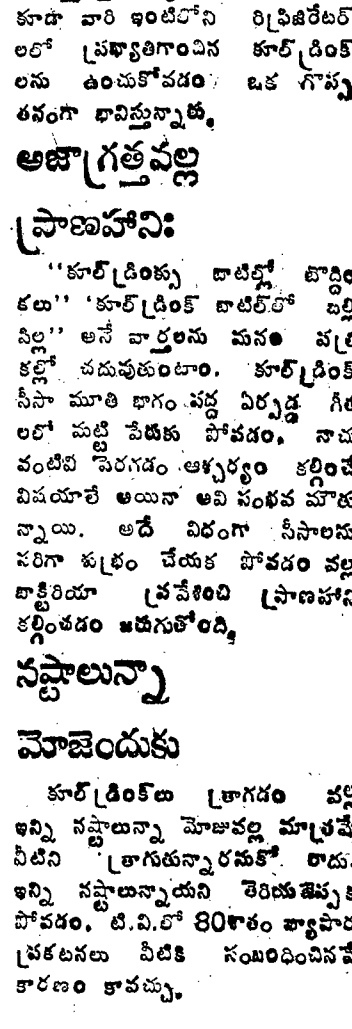 కూడా వారి ఇంటిలోని రిఫ్రిజిరేటర్
లలో ప్రఖ్యాతిగాంచిన కూల్‌డ్రింక్
లను ఉంచుకోవడం ఒక గొప్ప
తనంగా భావిస్తున్నారు.
అజాగ్రత్తవల్ల
ప్రాణహాని:
"కూల్‌డ్రింక్సు బాటిల్లో బొద్దిం
కలు" 'కూల్‌డ్రింక్ బాటిల్‌లో బల్లి
పిల్ల" అనే వార్తలను మనం పత్రి
కల్లో చదువుతుంటాం. కూల్‌డ్రింక్
సీసా మూతి భాగం పద్ద ఏర్పడ్డ గీత
లలో మట్టి పేరుకు పోవడం, నాచు
వంటివి పెరగడం ఆశ్చర్యం కల్గించే
విషయాలే అయినా అవి సంభవ మౌతు
న్నాయి. అదే విధంగా సీసాలను
సరిగా శుభ్రం చేయక పోవడం వల్ల
బాక్టీరియా ప్రవేశించి ప్రాణహాని
కల్గించడం జరుగుతోంది.
నష్టాలున్నా
మోజెందుకు
కూల్‌డ్రింక్‌లు త్రాగడం వల్ల
ఇన్ని నష్టాలున్నా మోజువల్ల మాత్రమే
వీటిని త్రాగుతున్నారనుకో రాదు.
ఇన్ని నష్టాలున్నాయని తెరియచెప్పక
పోవడం, టి.వి.లో 80శాతం వ్యాపార
ప్రకటనలు వీటికి సంబంధించినవే
కారణం కావచ్చు.